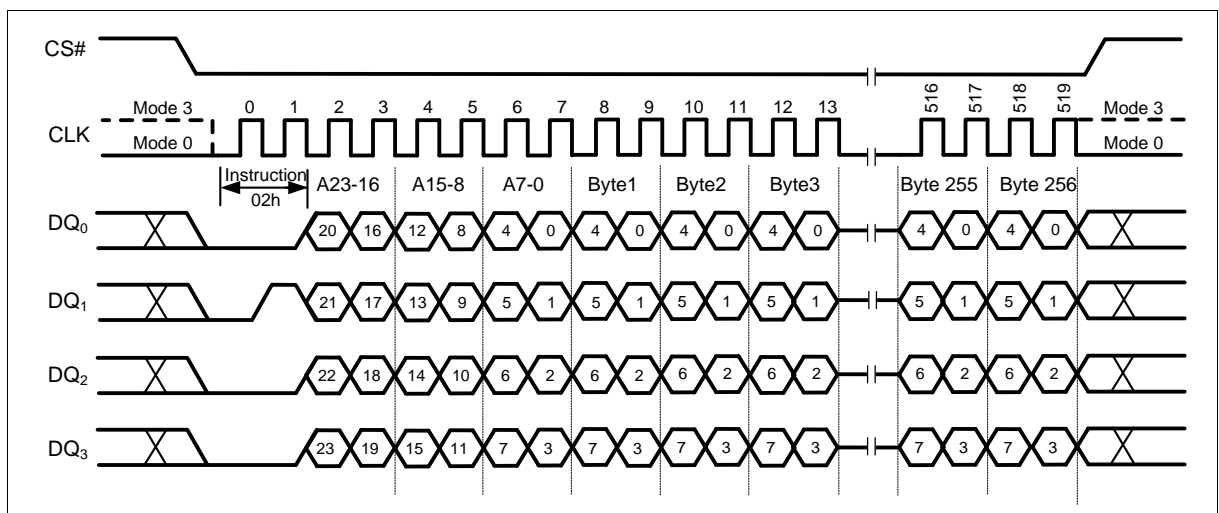 CS#
516 517 518 519
Mode 3 0 1 2 3 4 5 6 7 8 9 10 11 12 13 Mode 3
CLK
Mode 0 Mode 0
Instruction A23-16 A15-8 A7-0 Byte1 Byte2 Byte3 Byte 255 Byte 256
02h
DQ0 20 16 12 8 4 0 4 0 4 0 4 0 4 0 4 0
DQ1 21 17 13 9 5 1 5 1 5 1 5 1 5 1 5 1
DQ2 22 18 14 10 6 2 6 2 6 2 6 2 6 2 6 2
DQ3 23 19 15 11 7 3 7 3 7 3 7 3 7 3 7 3